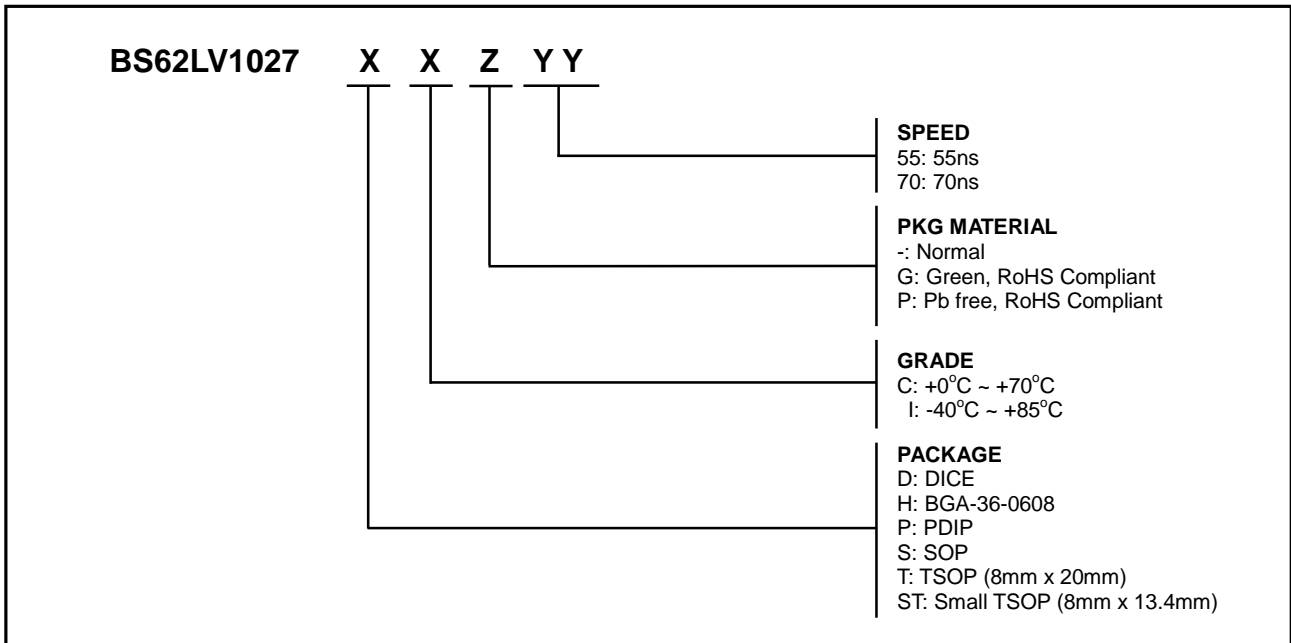 BS62LV1027 X X Z Y Y
SPEED
55: 55ns
70: 70ns
PKG MATERIAL
-: Normal
G: Green, RoHS Compliant
P: Pb free, RoHS Compliant
GRADE
C: +0°C ~ +70°C
I: -40°C ~ +85°C
PACKAGE
D: DICE
H: BGA-36-0608
P: PDIP
S: SOP
T: TSOP (8mm x 20mm)
ST: Small TSOP (8mm x 13.4mm)